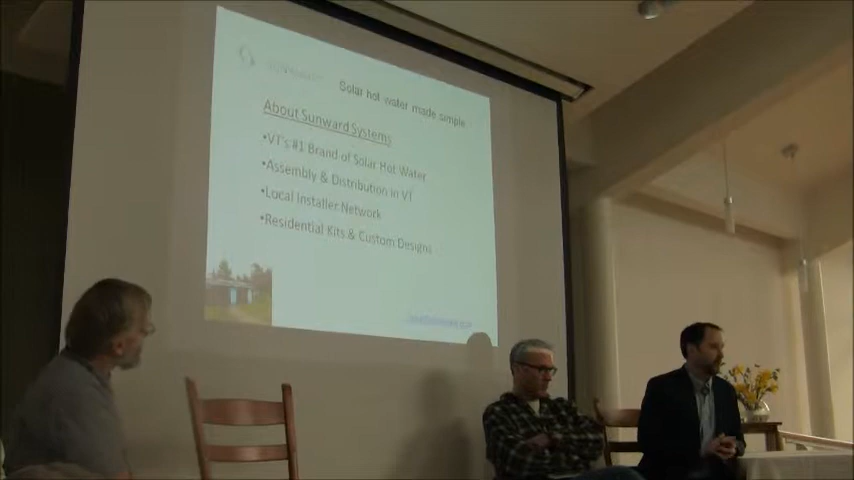 Solar hot water made simple
About Sunward Systems
•VT's #1 Brand of Solar Hot Water
•Assembly & Distribution in VT
•Local Installer Network
•Residential Kits & Custom Designs